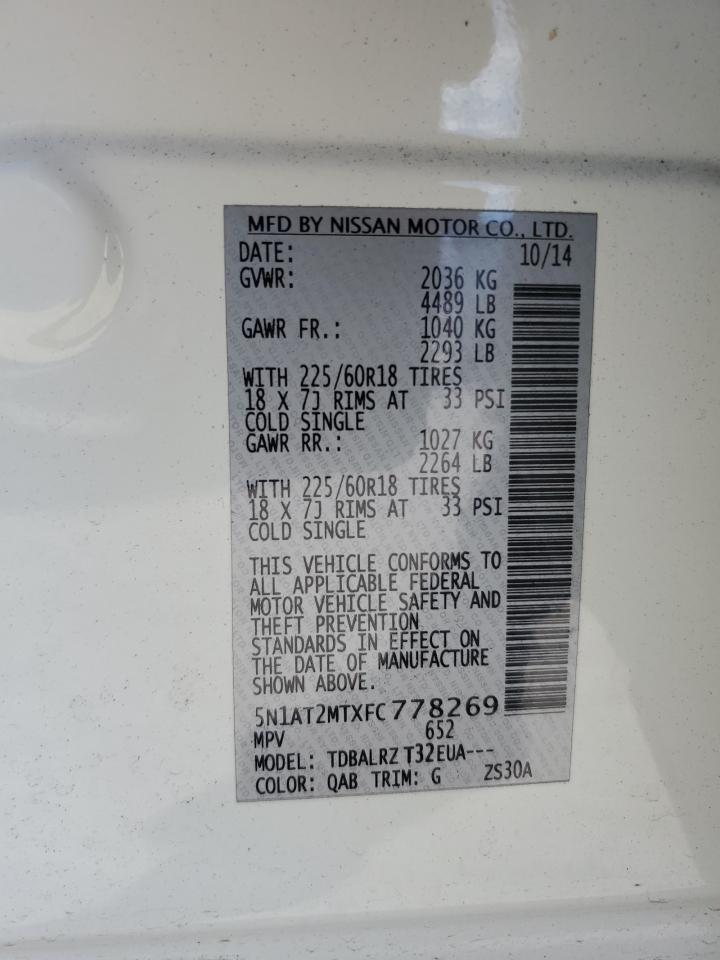 MFD BY NISSAN MOTOR CO., LTD.
DATE: 10/14
GVWR: 2036 KG
4489 LB
GAWR FR.: 1040 KG
2293 LB
WITH 225/60R18 TIRES
18 X 7J RIMS AT 33 PSI
COLD SINGLE
GAWR RR.: 1027 KG
2264 LB
WITH 225/60R18 TIRES
18 X 7J RIMS AT 33 PSI
COLD SINGLE
THIS VEHICLE CONFORMS TO
ALL APPLICABLE FEDERAL
MOTOR VEHICLE SAFETY AND
THEFT PREVENTION
STANDARDS IN EFFECT ON
THE DATE OF MANUFACTURE
SHOWN ABOVE.
5N1AT2MTXFC778269
MPV 652
MODEL: TDBALRZ T32EUA---
COLOR: QAB TRIM: G ZS30A